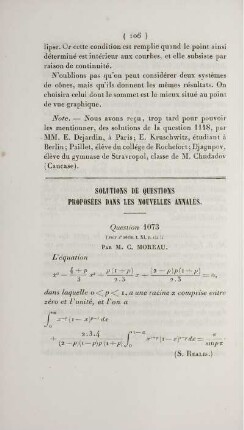 ( 106 )
lipse. Or cette condition est remplie quand le point ainsi
déterminé est intérieur aux courbes, et elle subsiste par
raison de continuité.
N'oublions pas qu'on peut considérer deux systèmes
de cônes, mais qu'ils donnent les mêmes résultats. On
choisira celui dont le sommet est le mieux situé au point
de vue graphique.
Note. — Nous avons reçu, trop tard pour pouvoir
les mentionner, des solutions de la question 1118, par
MM. E. Dejardin, à Paris; E. Kruschwitz, étudiant à
Berlin; Paillet, élève du collége de Rochefort; Djagupov,
élève du gymnase de Stavropol, classe de M. Chudadov
(Caucase).
SOLUTIONS DE QUESTIONS
PROPOSÉES DANS LES NOUVELLES ANNALES.
Question 1073
PAR M. C. MOREAU.
L'équation
dans laquelle 0 < p < 1, a une racine z comprise entre
zéro et l'unité, et l'on a
(S. REALIS.)